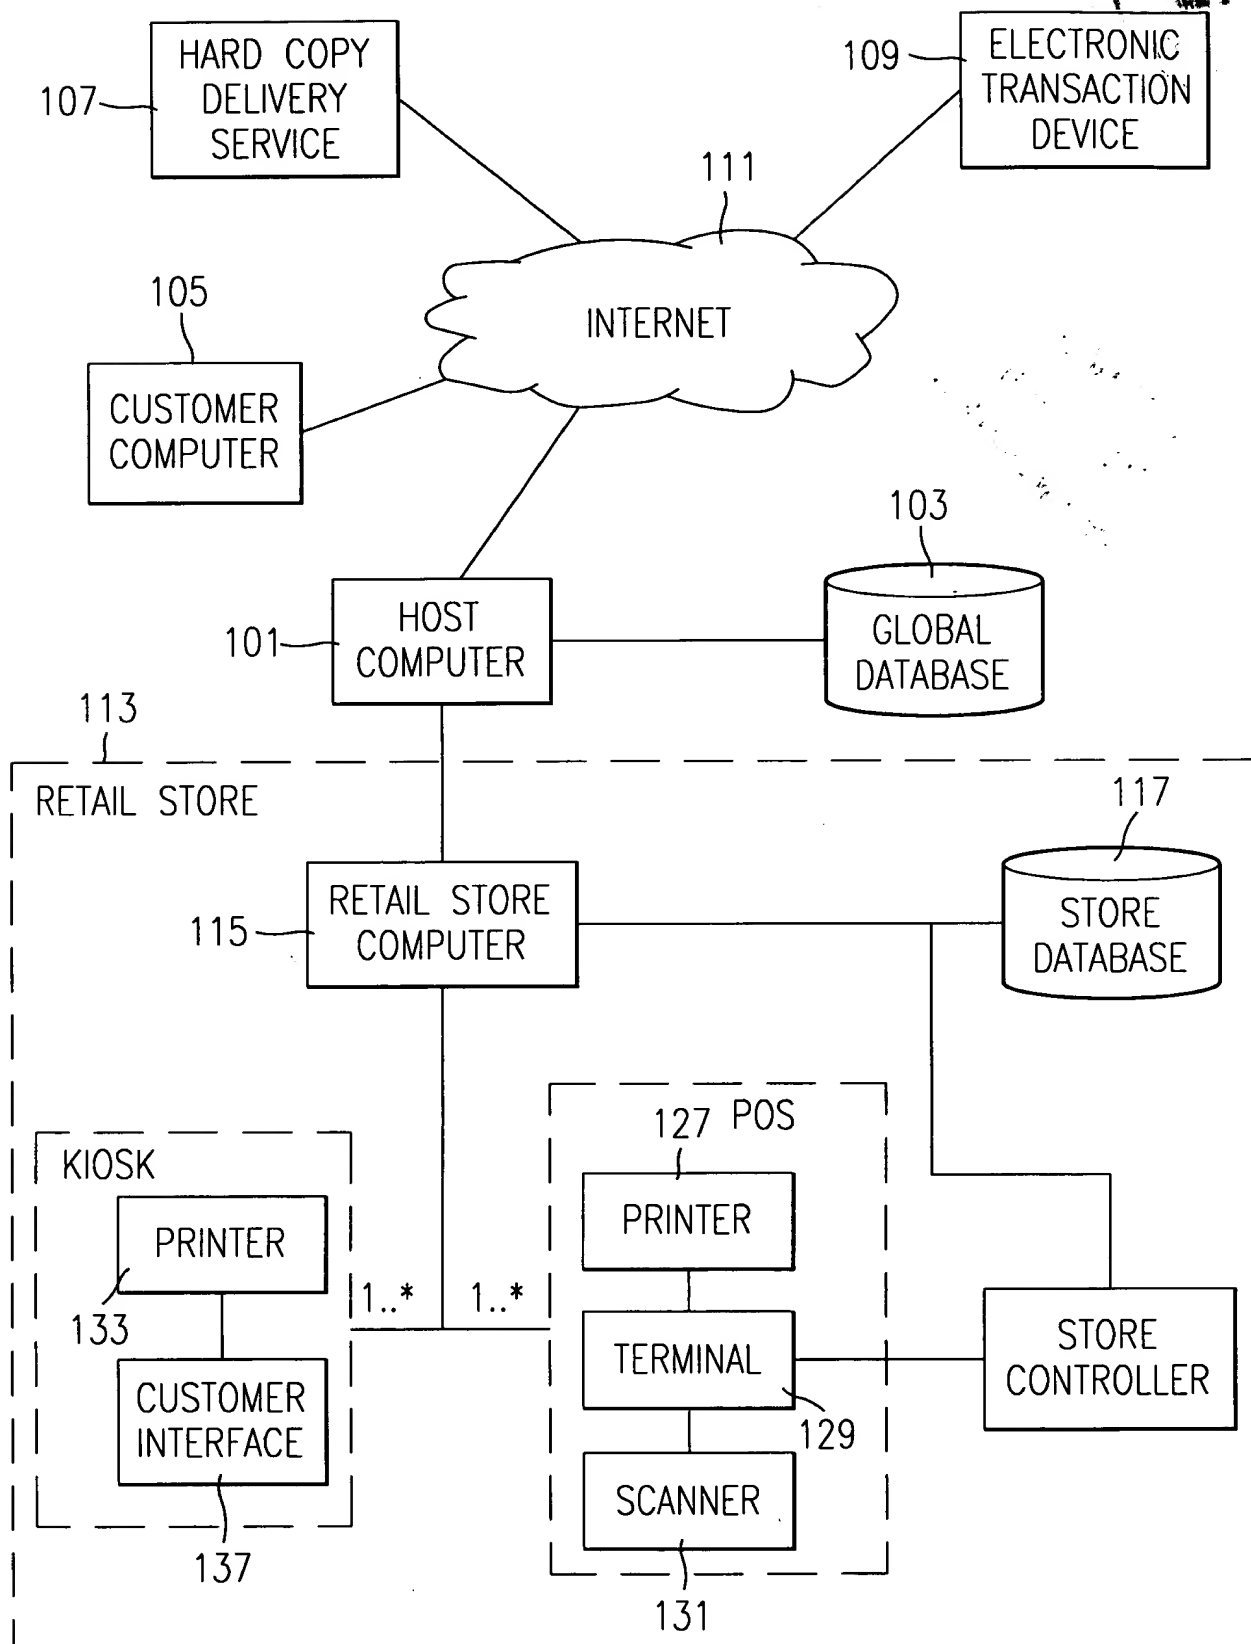 HARD COPY
DELIVERY
SERVICE
107
109
ELECTRONIC
TRANSACTION
DEVICE
111
INTERNET
105
CUSTOMER
COMPUTER
103
GLOBAL
DATABASE
101
HOST
COMPUTER
113
RETAIL STORE
117
STORE
DATABASE
115
RETAIL STORE
COMPUTER
KIOSK
PRINTER
133
CUSTOMER
INTERFACE
137
1..*
1..*
POS
127
PRINTER
TERMINAL
129
SCANNER
131
STORE
CONTROLLER